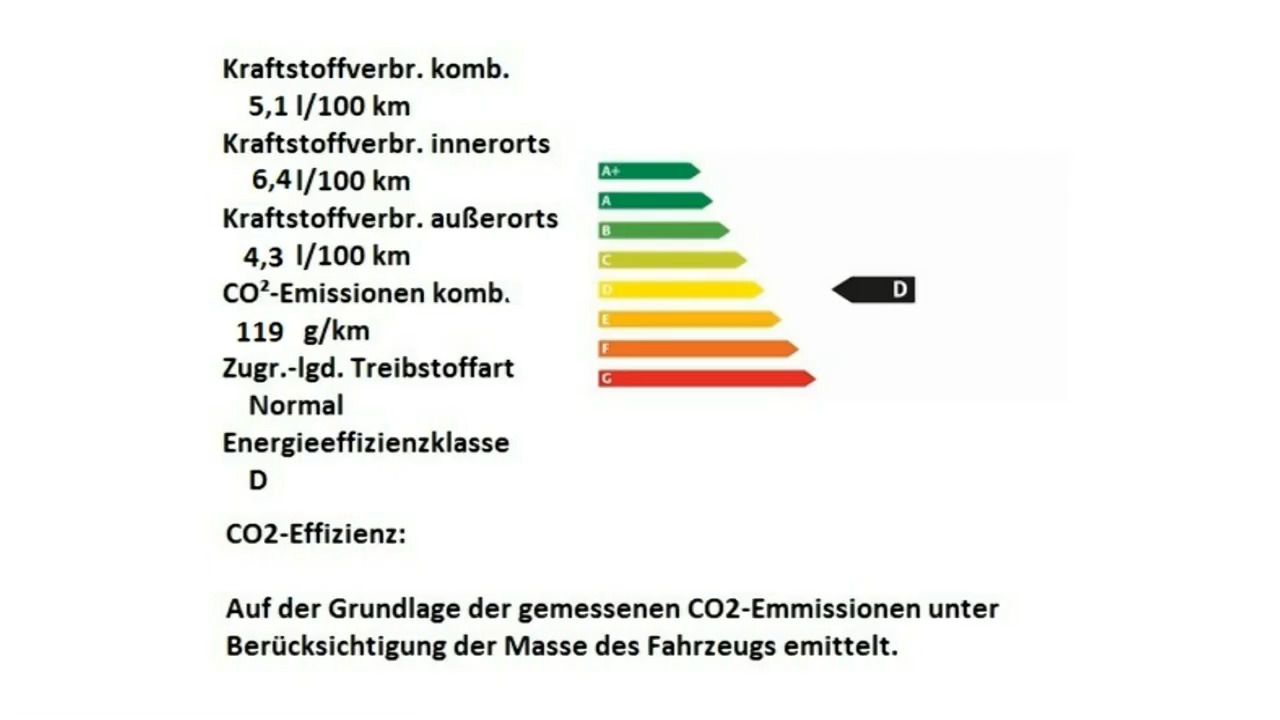 Kraftstoffverbr. komb.
5,1 l/100 km
Kraftstoffverbr. innerorts
6,4 l/100 km
Kraftstoffverbr. außerorts
4,3 l/100 km
CO²-Emissionen komb.
119 g/km
Zugr.-lgd. Treibstoffart
Normal
Energieeffizienzklasse
D
A+
A
B
C
D
D
E
F
G
CO2-Effizienz:
Auf der Grundlage der gemessenen CO2-Emmissionen unter
Berücksichtigung der Masse des Fahrzeugs emittelt.